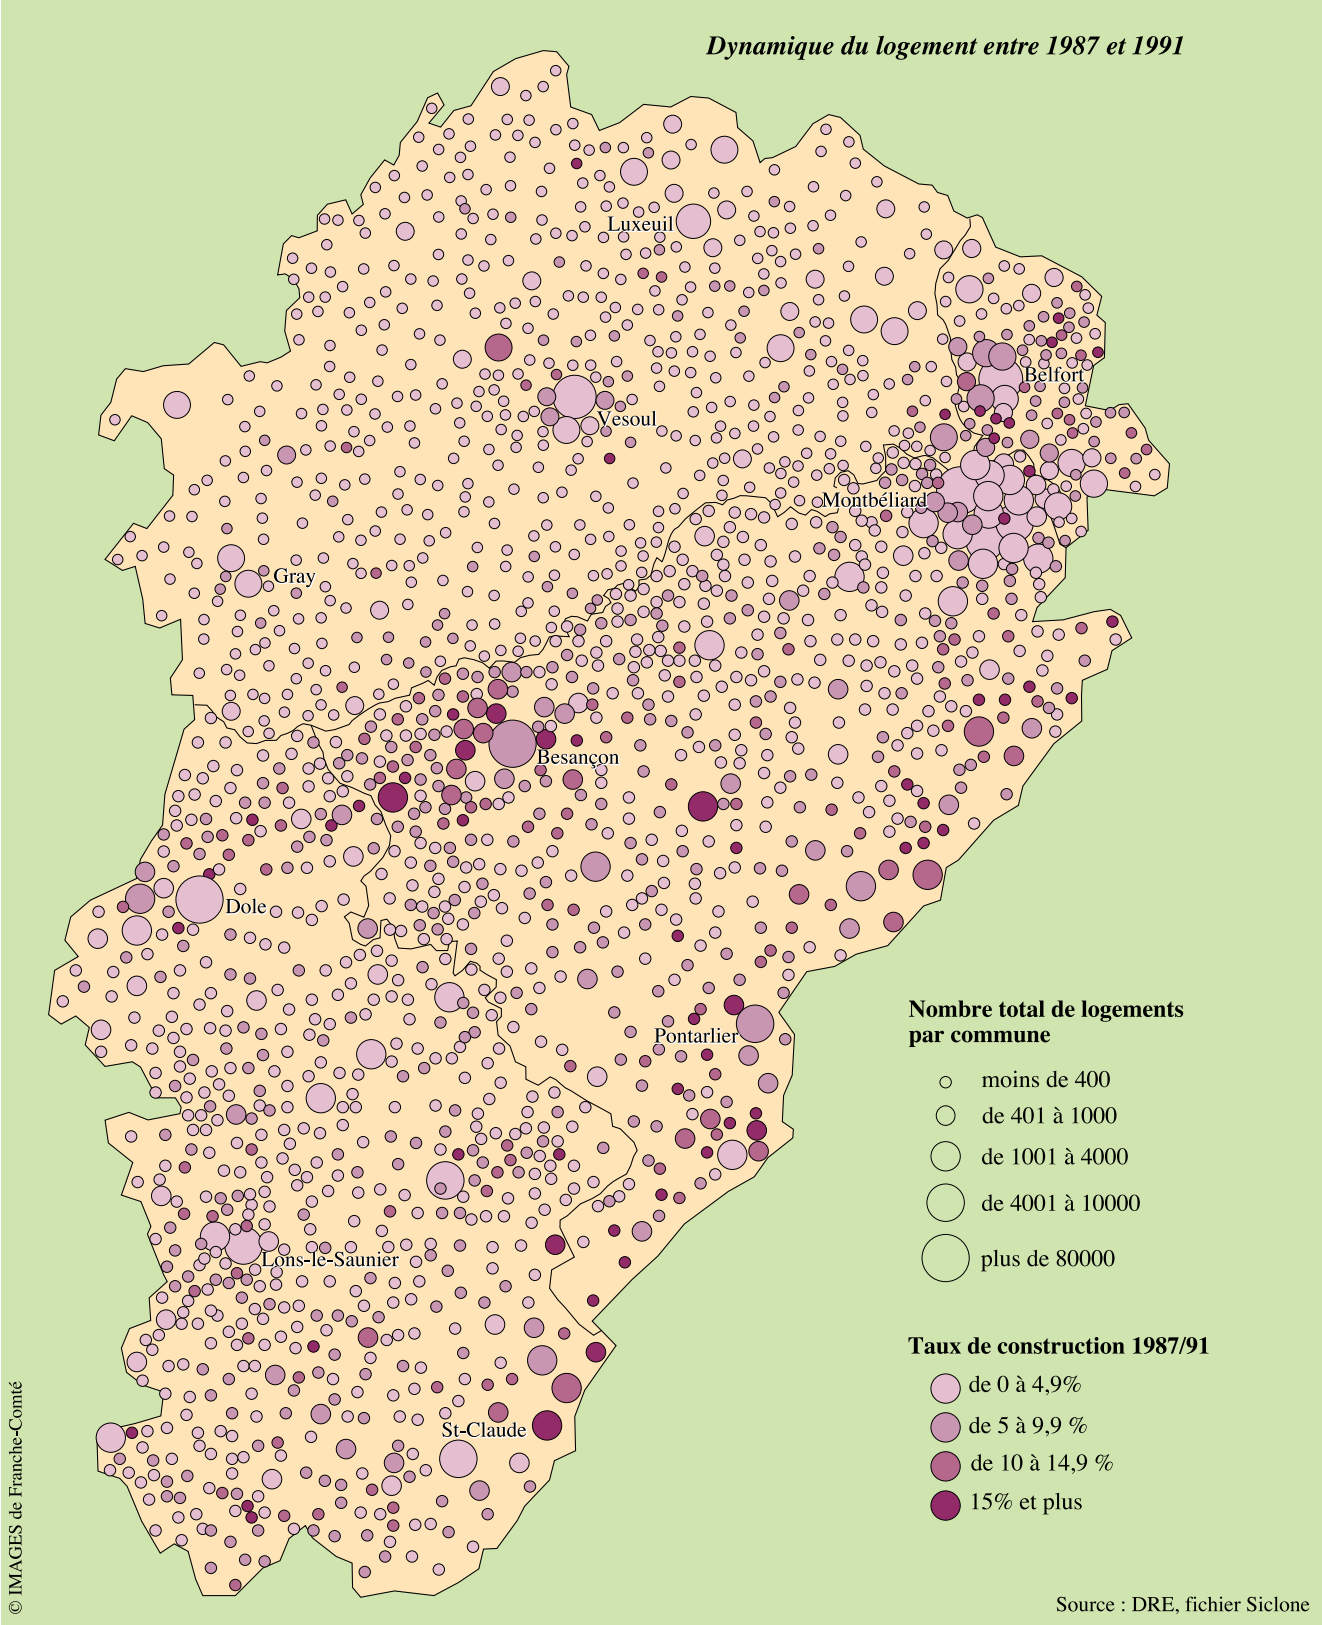 Dynamique du logement entre 1987 et 1991
Luxeuil
Belfort
Vesoul
Montbéliard
Gray
Besançon
Dole
Pontarlier
Lons-le-Saunier
St-Claude
Nombre total de logements
par commune
moins de 400
de 401 à 1000
de 1001 à 4000
de 4001 à 10000
plus de 80000
Taux de construction 1987/91
de 0 à 4,9%
de 5 à 9,9 %
de 10 à 14,9 %
15% et plus
© IMAGES de Franche-Comté
Source : DRE, fichier Siclone